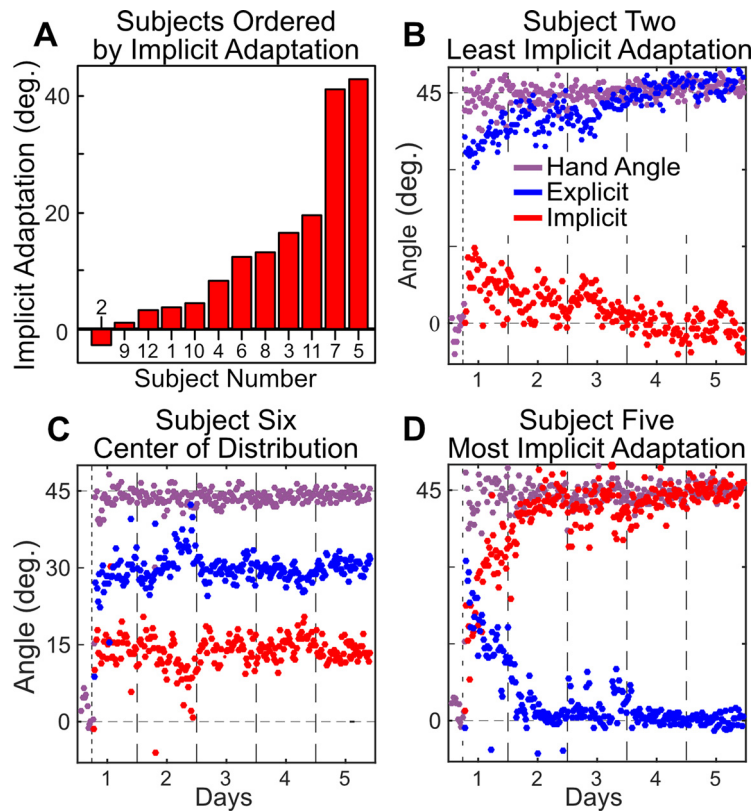 A
Subjects Ordered
by Implicit Adaptation
Implicit Adaptation (deg.)
40
20
0
2
9 12 1 10 4 6 8 3 11 7 5
Subject Number
B
Subject Two
Least Implicit Adaptation
Angle (deg.)
45
0
Hand Angle
Explicit
Implicit
1 2 3 4 5
C
Subject Six
Center of Distribution
Angle (deg.)
45
30
15
0
1 2 3 4 5
Days
D
Subject Five
Most Implicit Adaptation
45
0
1 2 3 4 5
Days